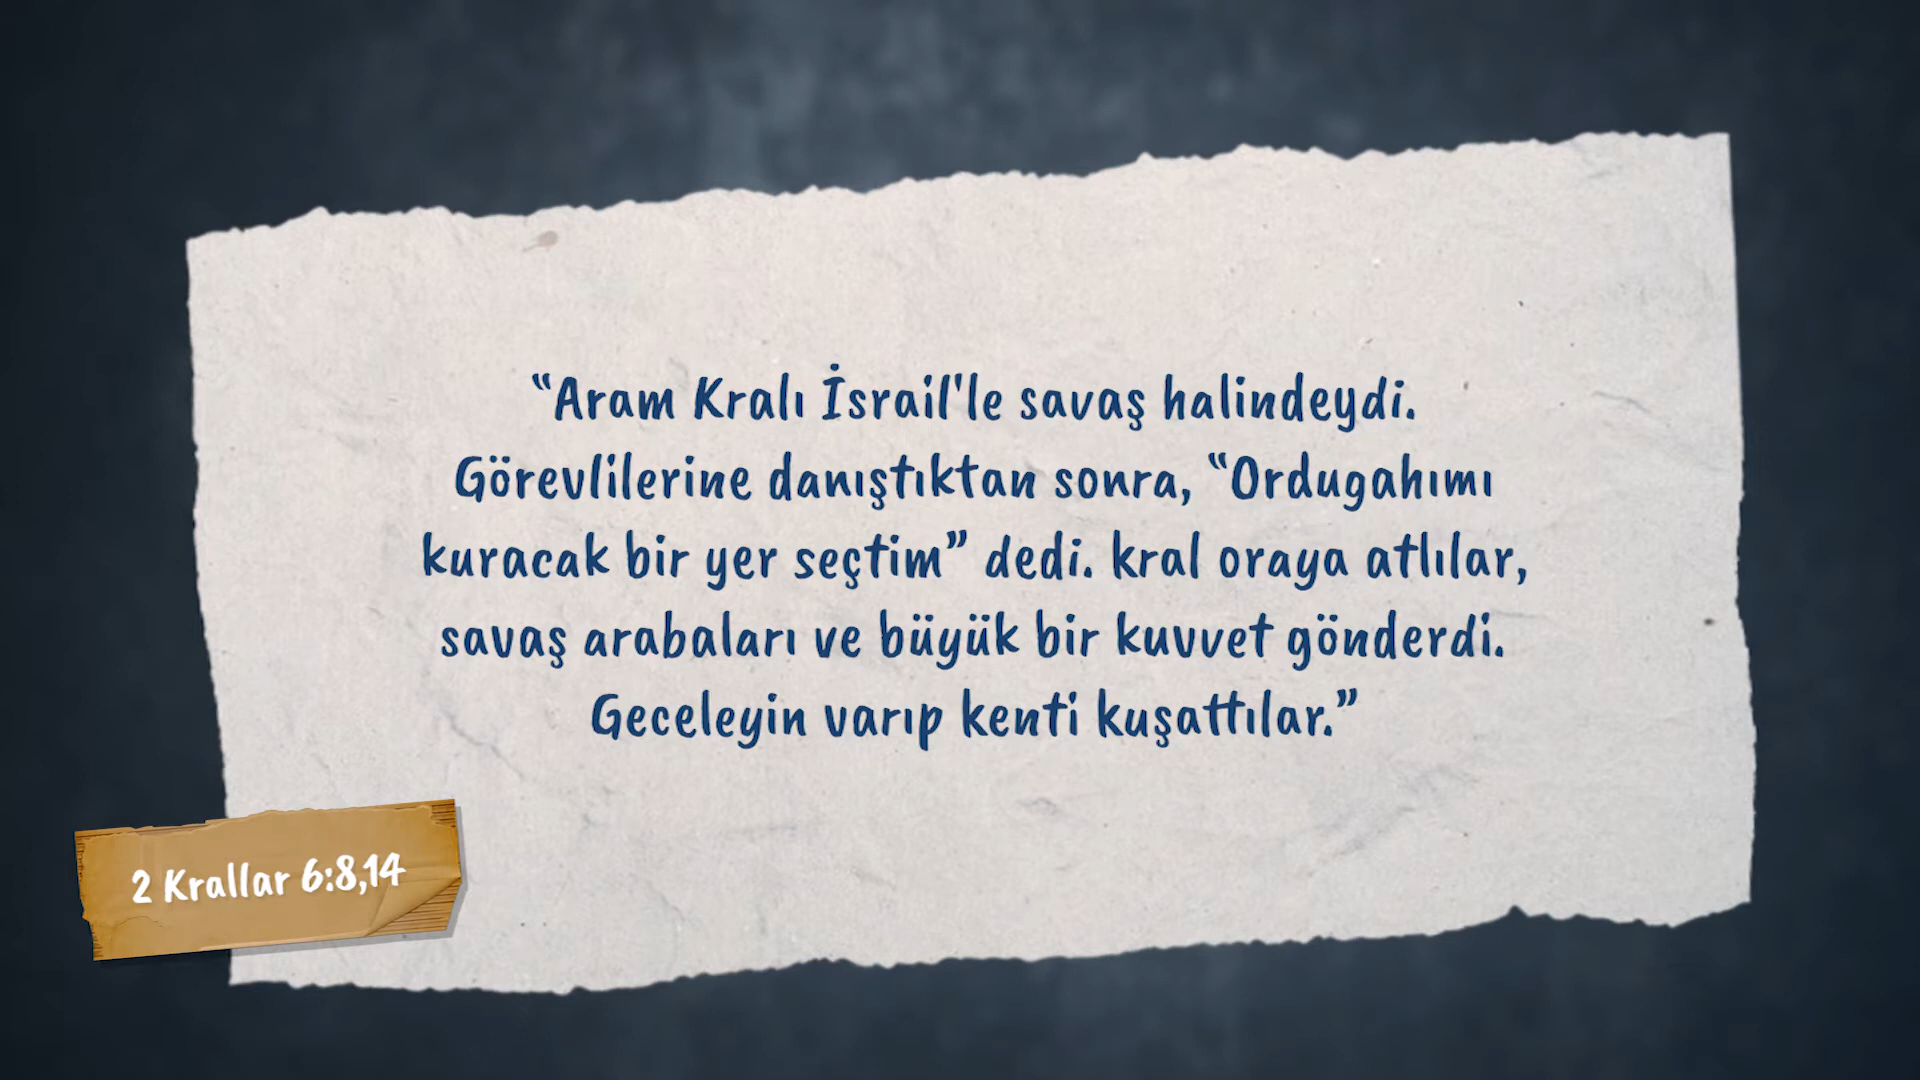 “Aram Kralı İsrail'le savaş halindeydi.
Görevlilerine danıştıktan sonra, “Ordugahımı
kuracak bir yer seçtim” dedi. kral oraya atlılar,
savaş arabaları ve büyük bir kuvvet gönderdi.
Geceleyin varıp kenti kuşattılar.”
2 Krallar 6:8,14